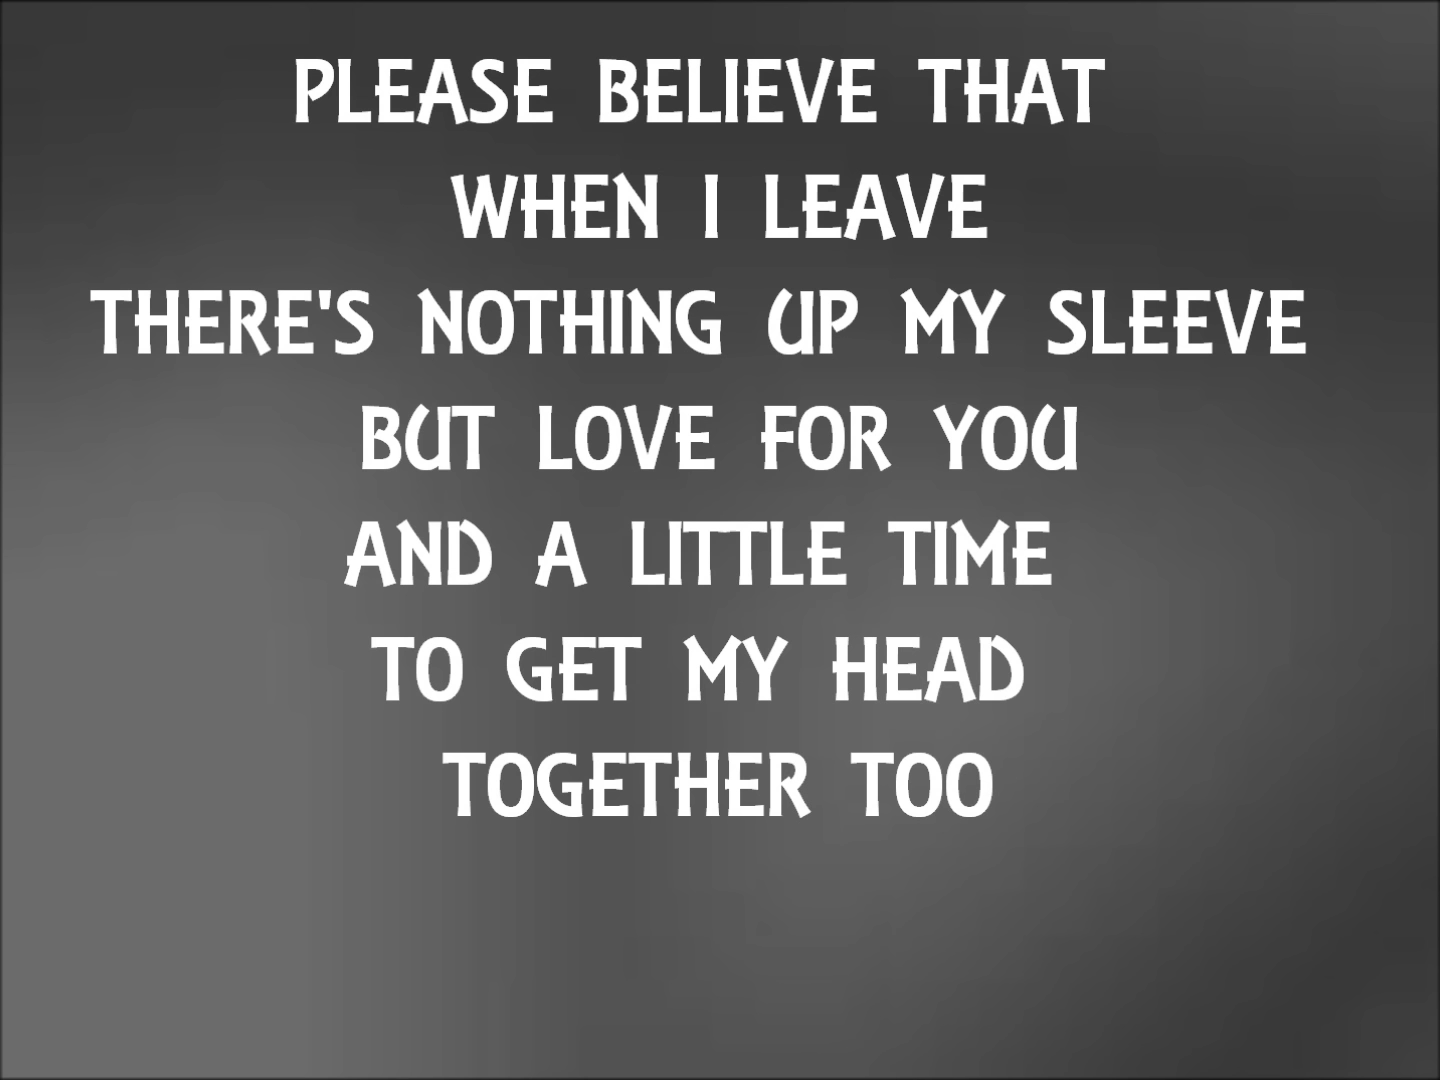 PLEASE BELIEVE THAT
WHEN I LEAVE
THERE'S NOTHING UP MY SLEEVE
BUT LOVE FOR YOU
AND A LITTLE TIME
TO GET MY HEAD
TOGETHER TOO